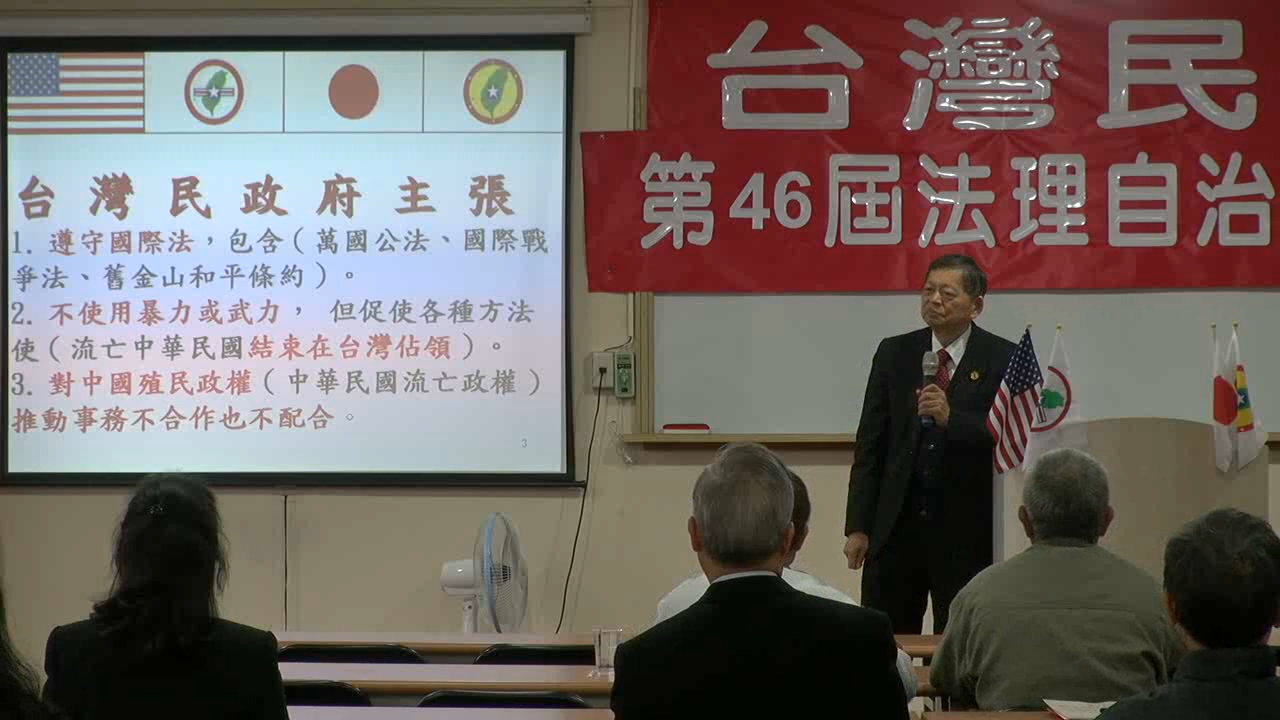 台灣民政府主張
1. 遵守國際法，包含（萬國公法、國際戰
爭法、舊金山和平條約）。
2. 不使用暴力或武力， 但促使各種方法
使（流亡中華民國結束在台灣佔領）。
3. 對中國殖民政權（中華民國流亡政權）
推動事務不合作也不配合。
3
台灣民
第46屆法理自治